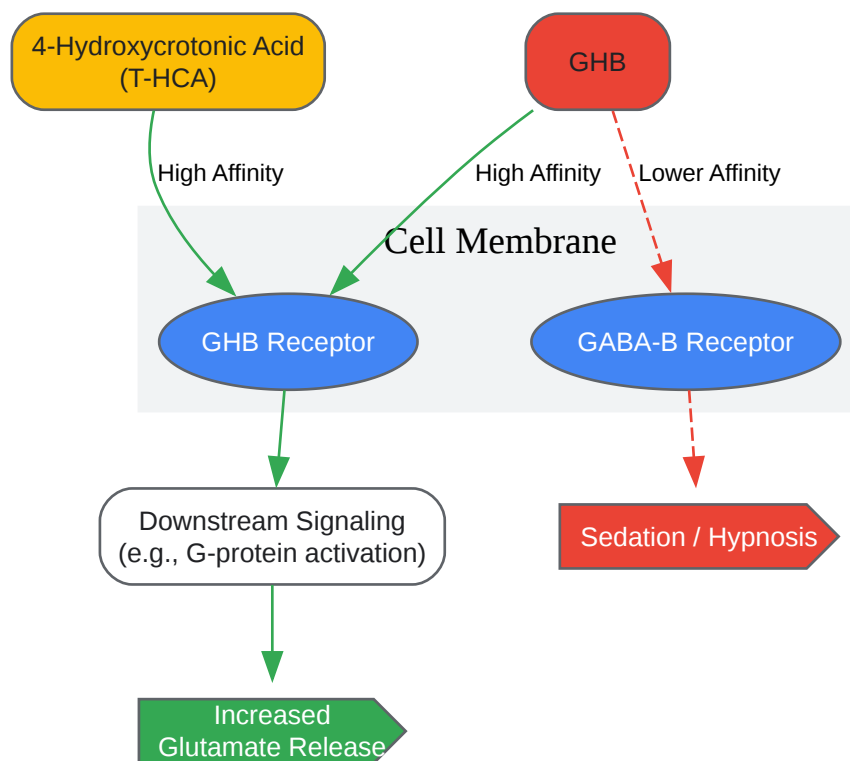 4-Hydroxycrotonic Acid
(T-HCA)
GHB
High Affinity
High Affinity
Lower Affinity
Cell Membrane
GHB Receptor
GABA-B Receptor
Downstream Signaling
(e.g., G-protein activation)
Sedation / Hypnosis
Increased
Glutamate Release